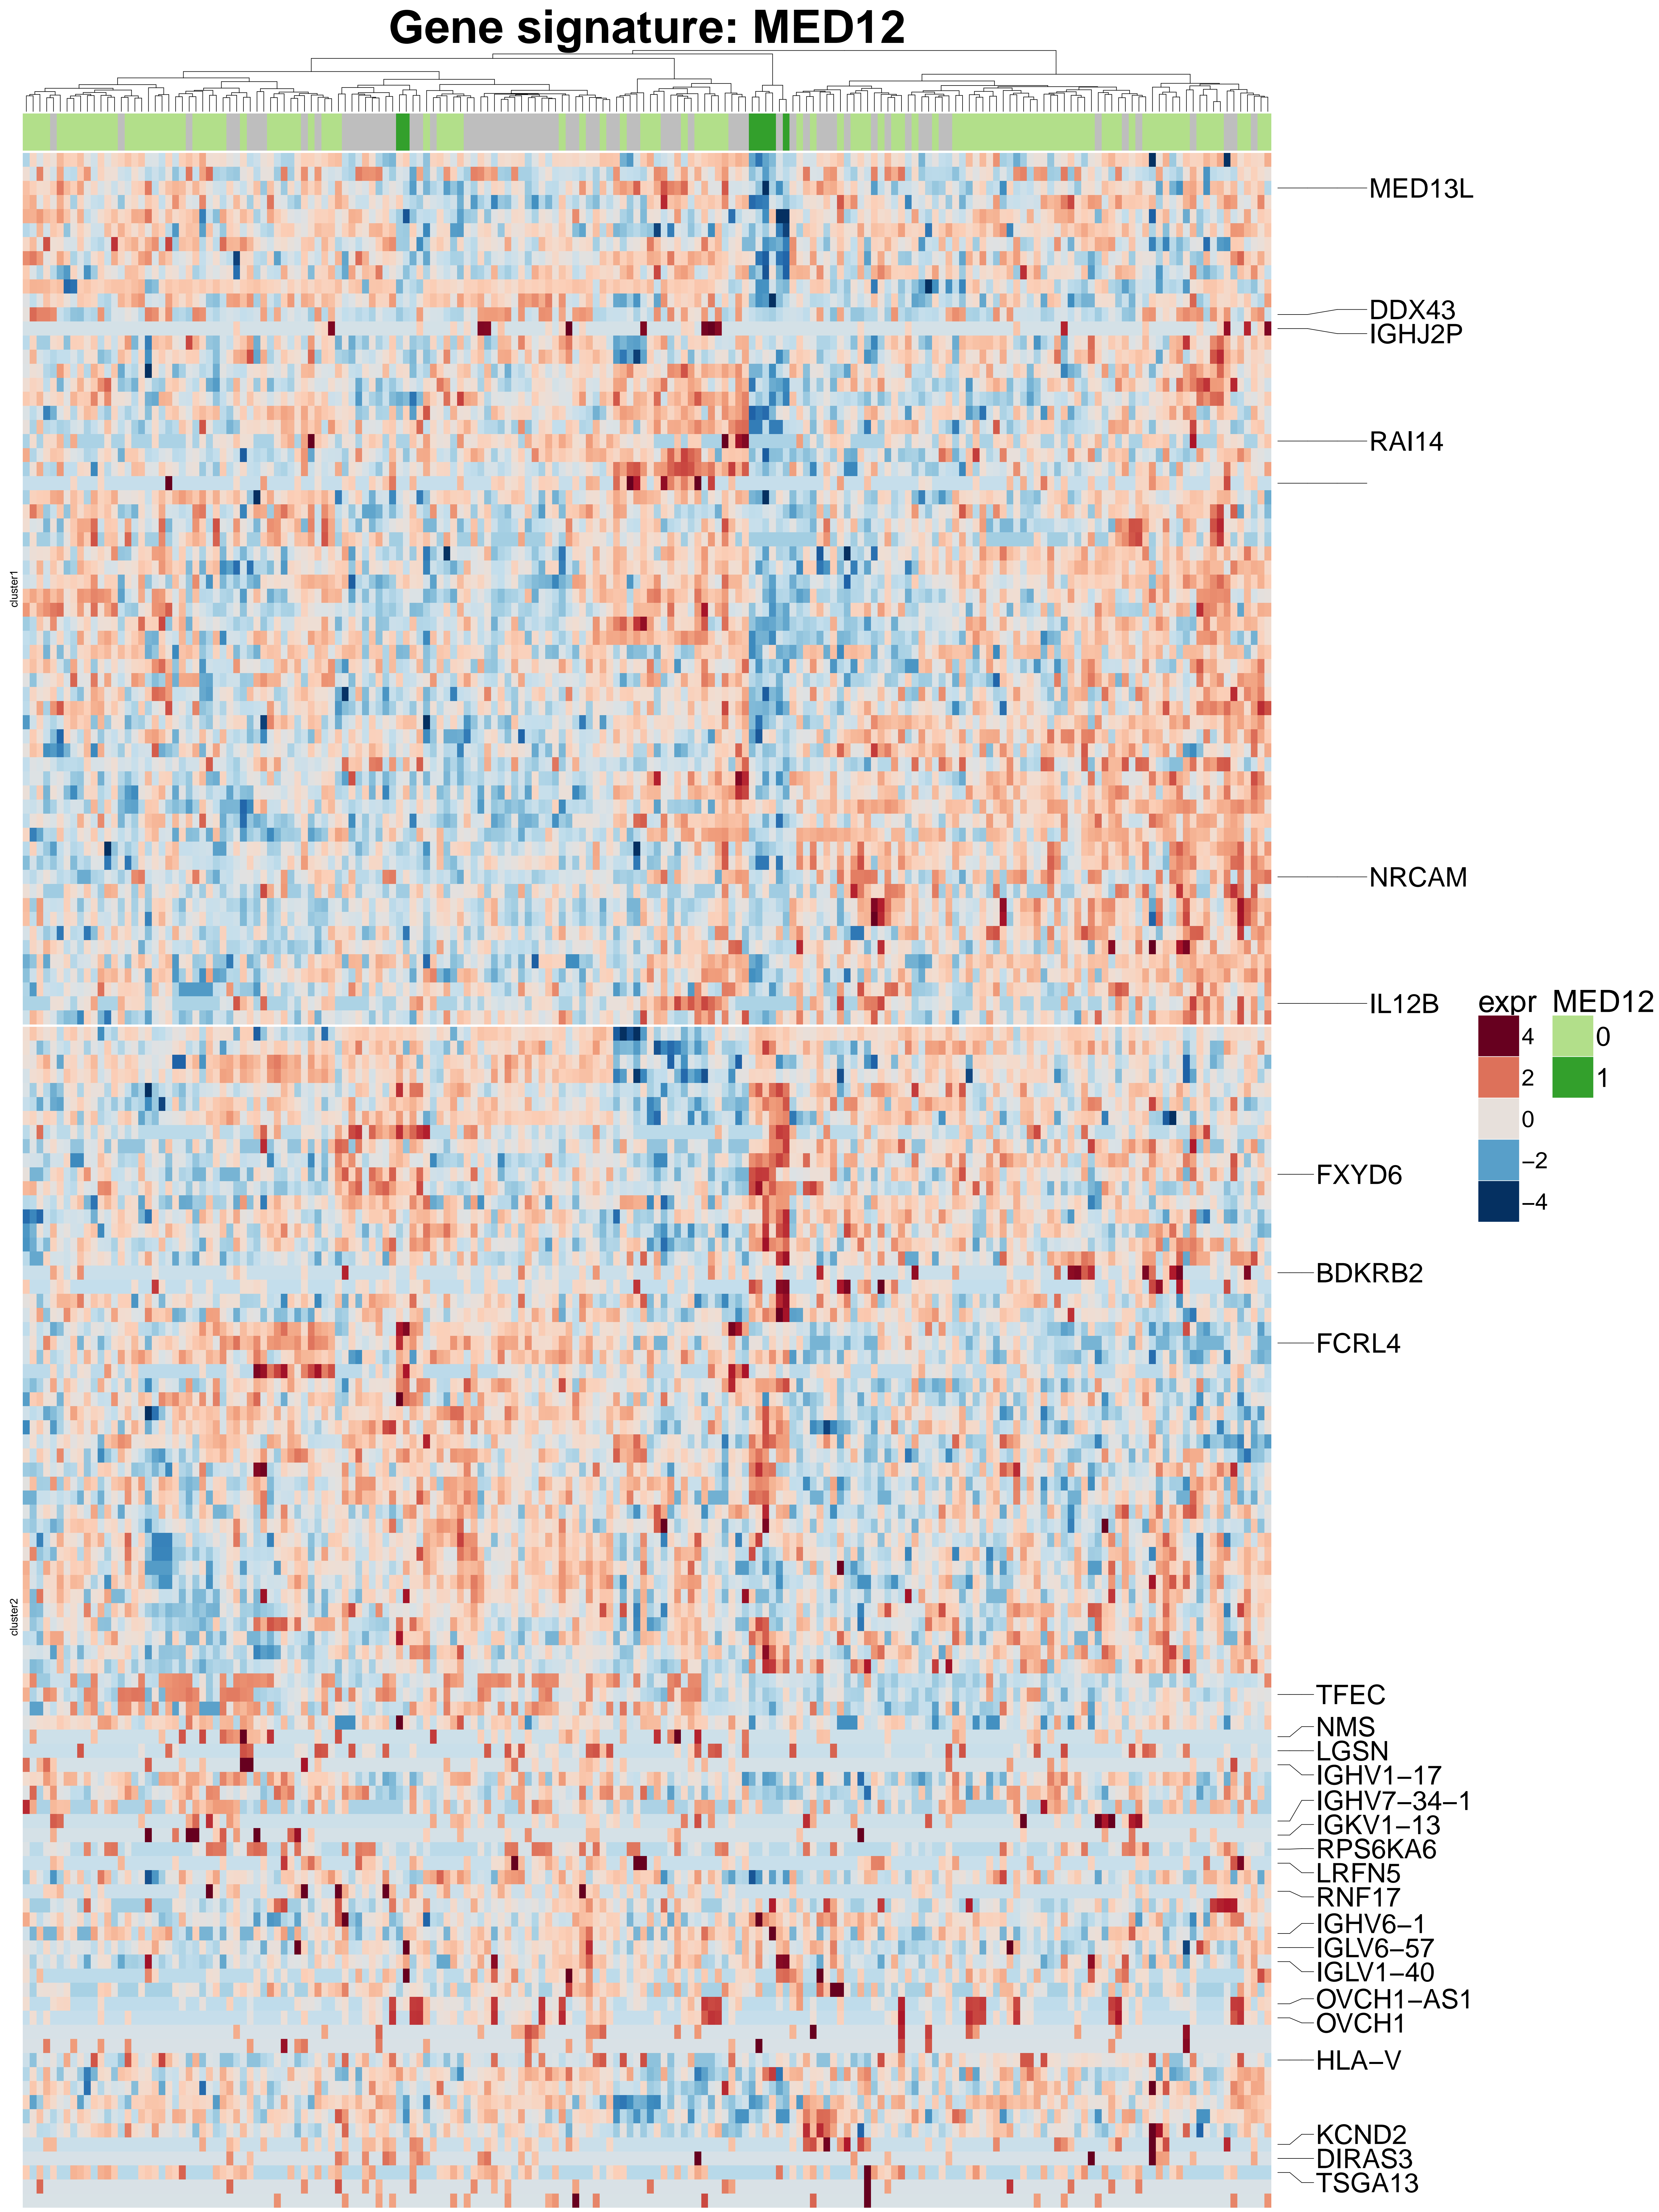 Gene signature: MED12
MED13L
DDX43
IGHJ2P
RAI14
cluster1
NRCAM
IL12B
expr MED12
4
2
0
−2
−4
0
1
FXYD6
BDKRB2
FCRL4
cluster2
TFEC
NMS
LGSN
IGHV1−17
IGHV7−34−1
IGKV1−13
RPS6KA6
LRFN5
RNF17
IGHV6−1
IGLV6−57
IGLV1−40
OVCH1−AS1
OVCH1
HLA−V
KCND2
DIRAS3
TSGA13